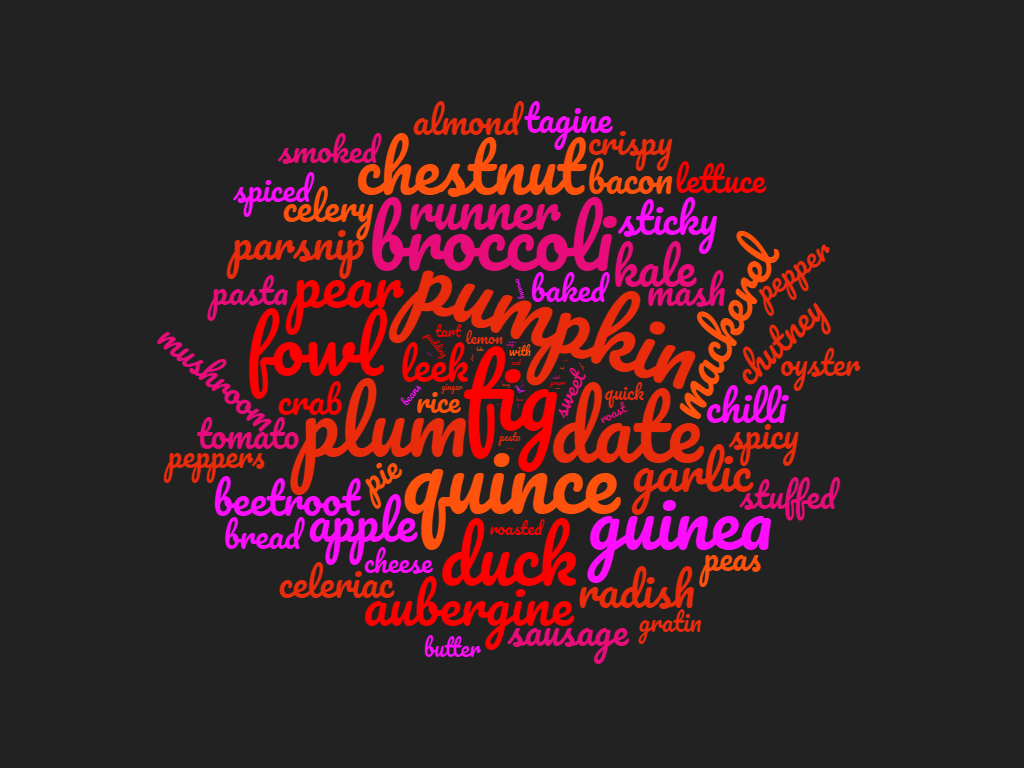 almond
tagine
smoked
chestnut
crispy
bacon
lettuce
spiced
celery
runner
broccoli
sticky
parsnip
kale
mackerel
pepper
pasta
pear
pumpkin
baked
mash
chutney
oyster
mushroom
fowl
tart
lemon
with
leek
fig
sweet
quick
roast
ginger
beans
rice
crab
plum
date
chilli
pesto
spicy
tomato
peppers
pie
quince
garlic
stuffed
beetroot
apple
bread
roasted
guinea
cheese
duck
peas
celeriac
aubergine
radish
gratin
sausage
butter